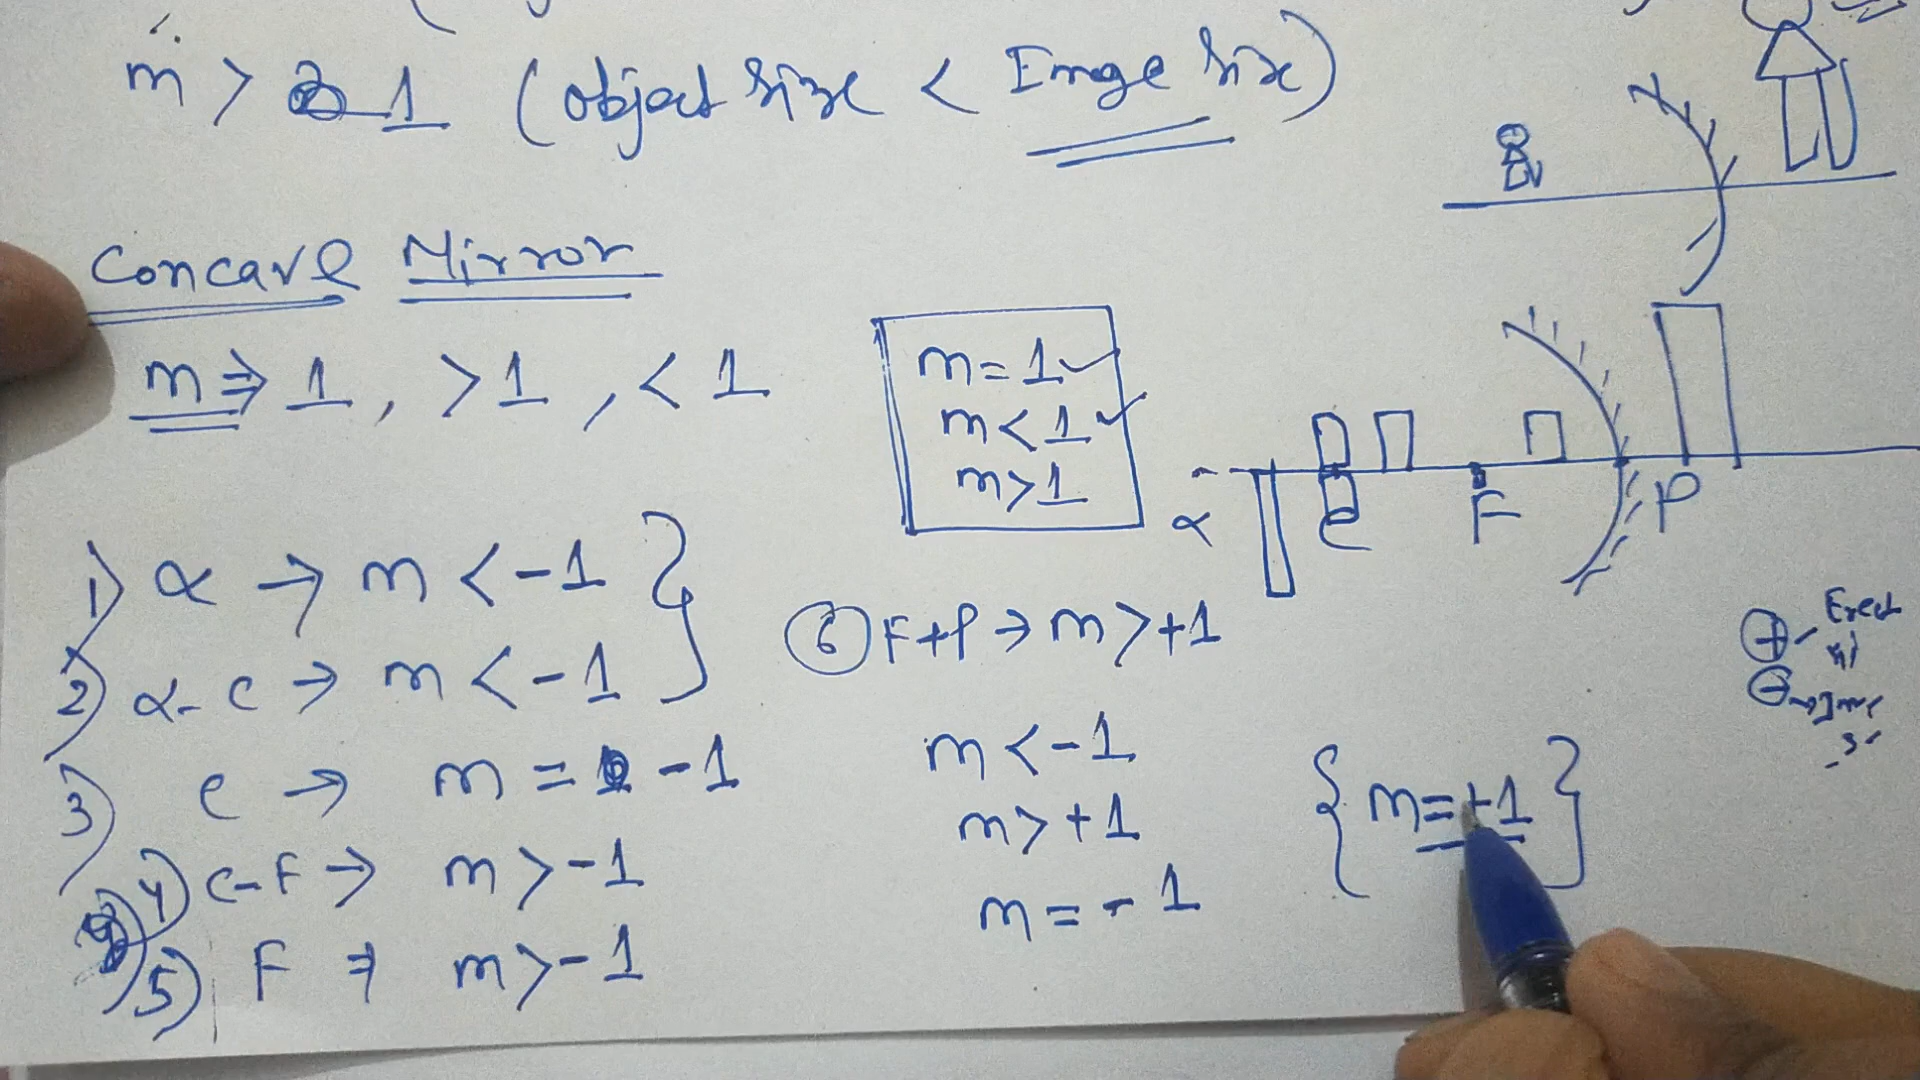 m > 1 (object size < Image size)
Concave Mirror
m ⇒ 1, >1, <1
m=1 ✓
m<1 ✓
m>1
α C F P
1) α → m < -1
2) α-C → m < -1
3) C → m = -1
4) C-F → m > -1
5) F ⇒ m > -1
⑥ F+P ⇒ m > +1
m < -1
m > +1
m = -1
{m = +1}
⊕ Erect
⊖ →